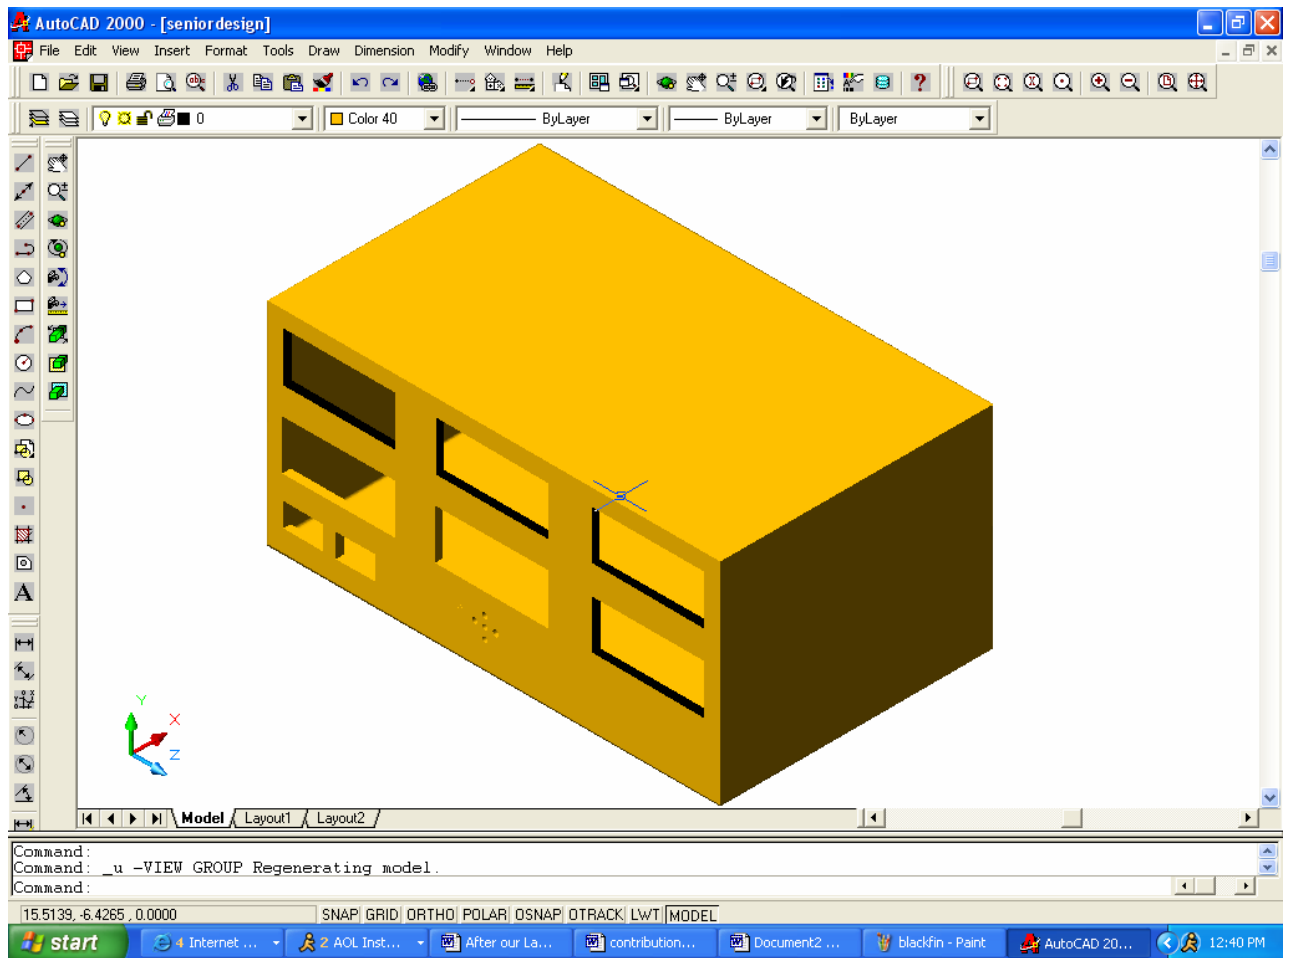 AutoCAD 2000 - [seniordesign]
File Edit View Insert Format Tools Draw Dimension Modify Window Help
0 Color 40 ByLayer ByLayer ByLayer
A
Y
X
Z
Model Layout1 Layout2
Command:
Command: _u -VIEW GROUP Regenerating model.
Command:
15.5139, -6.4265 , 0.0000 SNAP GRID ORTHO POLAR OSNAP OTRACK LWT MODEL
start 4 Internet ... 2 AOL Inst... After our La... contribution... Document2 ... blackfin - Paint AutoCAD 20... 12:40 PM